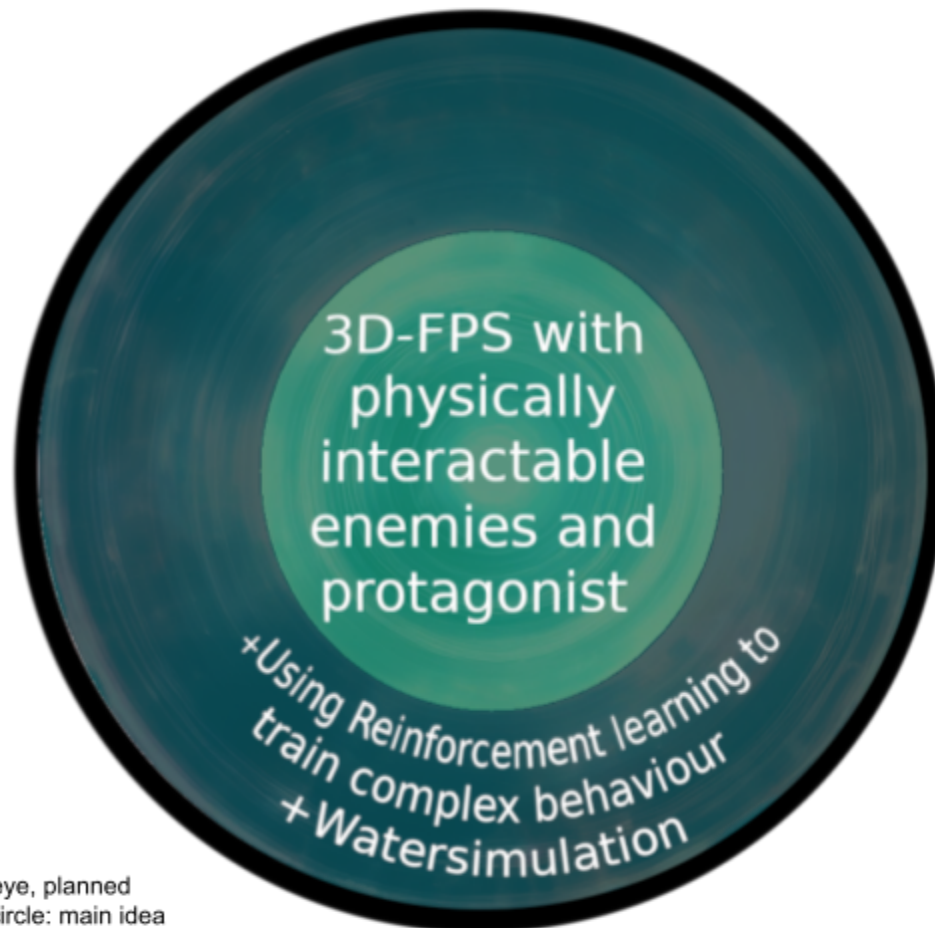 3D-FPS with
physically
interactable
enemies and
protagonist
+Using Reinforcement learning to
train complex behaviour
+Watersimulation
eye, planned
circle: main idea